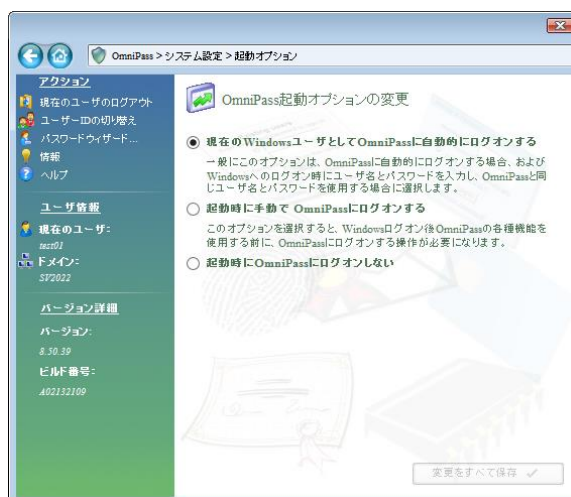 OmniPass > システム設定 > 起動オプション
アクション
現在のユーザのログアウト
ユーザーIDの切り替え
パスワードウィザード...
情報
ヘルプ
ユーザ情報
現在のユーザ:
test01
ドメイン:
SV2022
バージョン詳細
バージョン:
8.50.39
ビルド番号:
A02132109
OmniPass起動オプションの変更
現在のWindowsユーザとしてOmniPassに自動的にログオンする
一般にこのオプションは、OmniPassに自動的にログオンする場合、および
Windowsへのログオン時にユーザ名とパスワードを入力し、OmniPassと同
じユーザ名とパスワードを使用する場合に選択します。
起動時に手動で OmniPassにログオンする
このオプションを選択すると、Windowsログオン後OmniPassの各種機能を
使用する前に、OmniPassにログオンする操作が必要になります。
起動時にOmniPassにログオンしない
変更をすべて保存